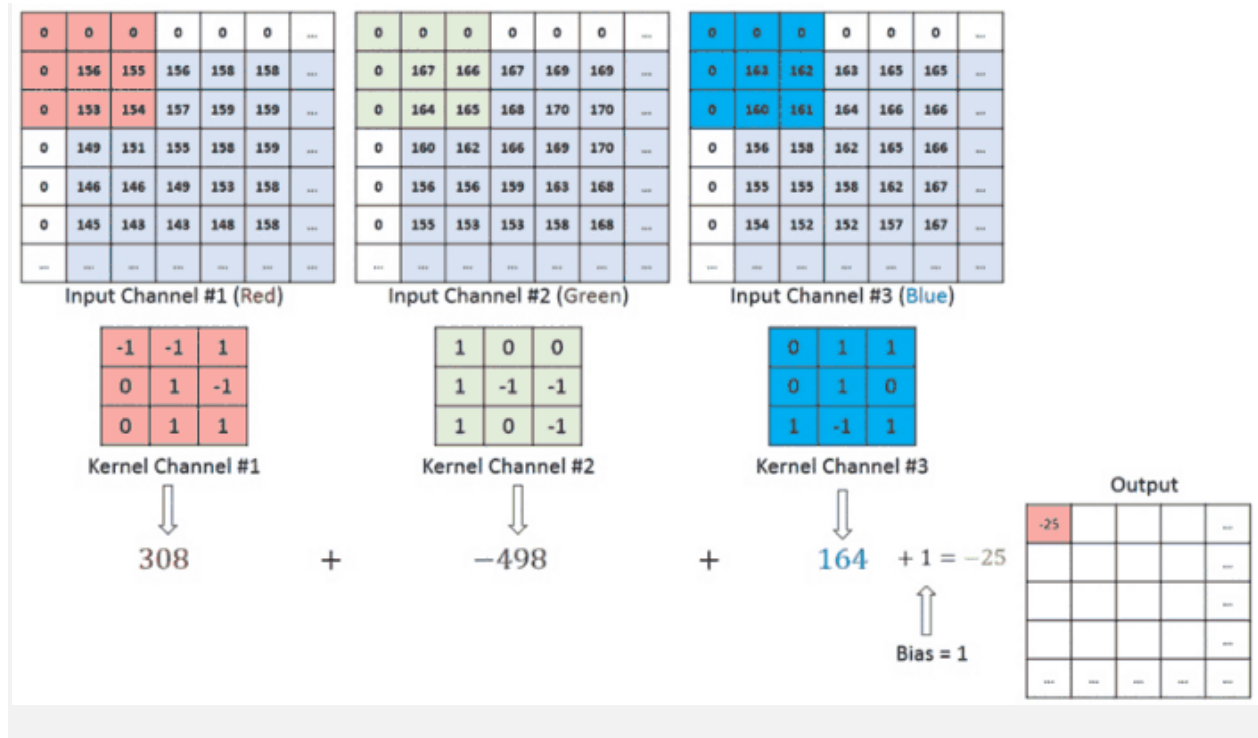 0 0 0 0 0 0 ... 0 0 0 0 0 0 ... 0 0 0 0 0 0 ...
0 156 155 156 158 158 ... 0 167 166 167 169 169 ... 0 163 162 163 165 165 ...
0 153 154 157 159 159 ... 0 164 165 168 170 170 ... 0 160 161 164 166 166 ...
0 149 151 155 158 159 ... 0 160 162 166 169 170 ... 0 156 158 162 165 166 ...
0 146 146 149 153 158 ... 0 156 156 159 163 168 ... 0 155 155 158 162 167 ...
0 145 143 143 148 158 ... 0 155 153 153 158 168 ... 0 154 152 152 157 167 ...
... ... ... ... ... ... ... ... ... ... ... ... ... ... ... ... ... ... ... ... ...
Input Channel #1 (Red) Input Channel #2 (Green) Input Channel #3 (Blue)
-1 -1 1 1 0 0 0 1 1
0 1 -1 1 -1 -1 0 1 0
0 1 1 1 0 -1 1 -1 1
Kernel Channel #1 Kernel Channel #2 Kernel Channel #3
Output
-25 ...
308 + −498 + 164 + 1 = −25
...
...
...
Bias = 1
... ... ... ... ...